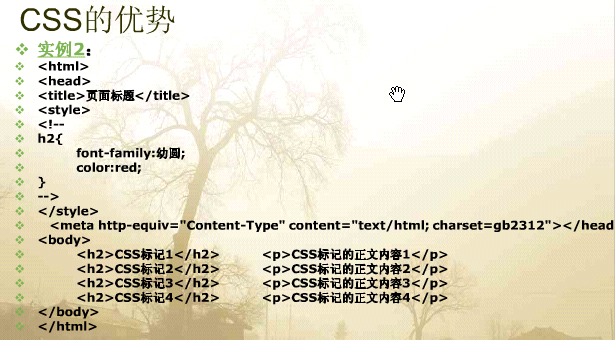 CSS的优势
实例2：
<html>
<head>
<title>页面标题</title>
<style>
<!--
h2{
font-family:幼圆;
color:red;
}
-->
</style>
<meta http-equiv="Content-Type" content="text/html; charset=gb2312"></head
<body>
<h2>CSS标记1</h2> <p>CSS标记的正文内容1</p>
<h2>CSS标记2</h2> <p>CSS标记的正文内容2</p>
<h2>CSS标记3</h2> <p>CSS标记的正文内容3</p>
<h2>CSS标记4</h2> <p>CSS标记的正文内容4</p>
</body>
</html>